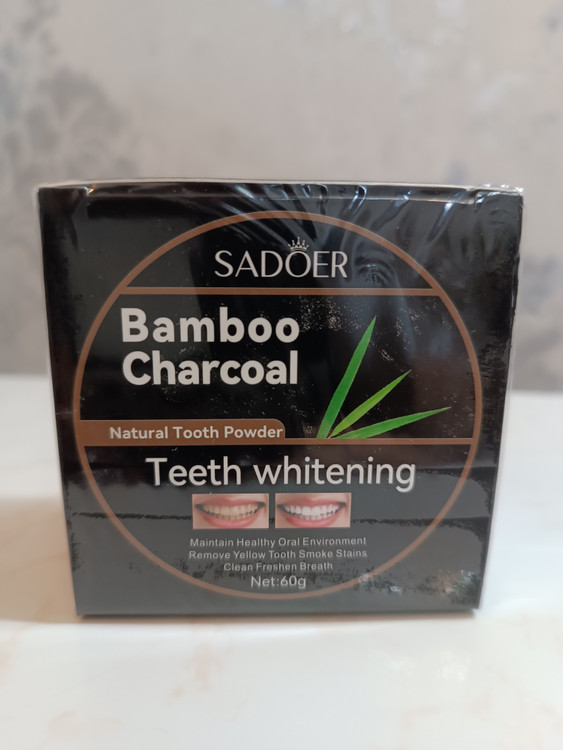 SADOER
Bamboo
Charcoal
Natural Tooth Powder
Teeth whitening
Maintain Healthy Oral Environment
Remove Yellow Tooth Smoke Stains
Clean Freshen Breath
Net:60g